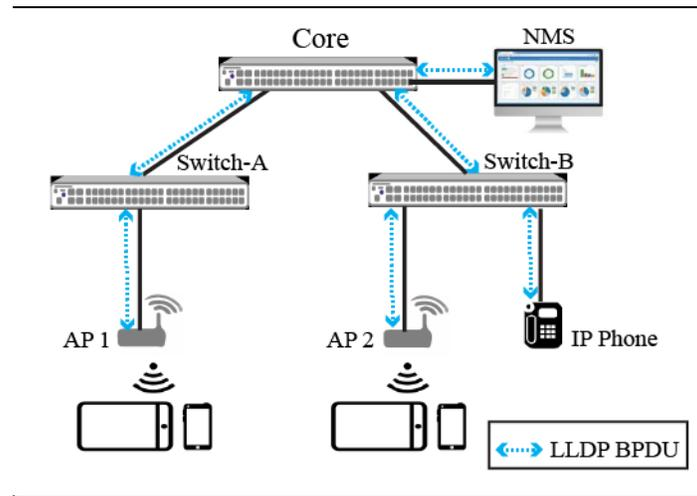 Core
NMS
Switch-A
Switch-B
AP 1
AP 2
IP Phone
LLDP BPDU